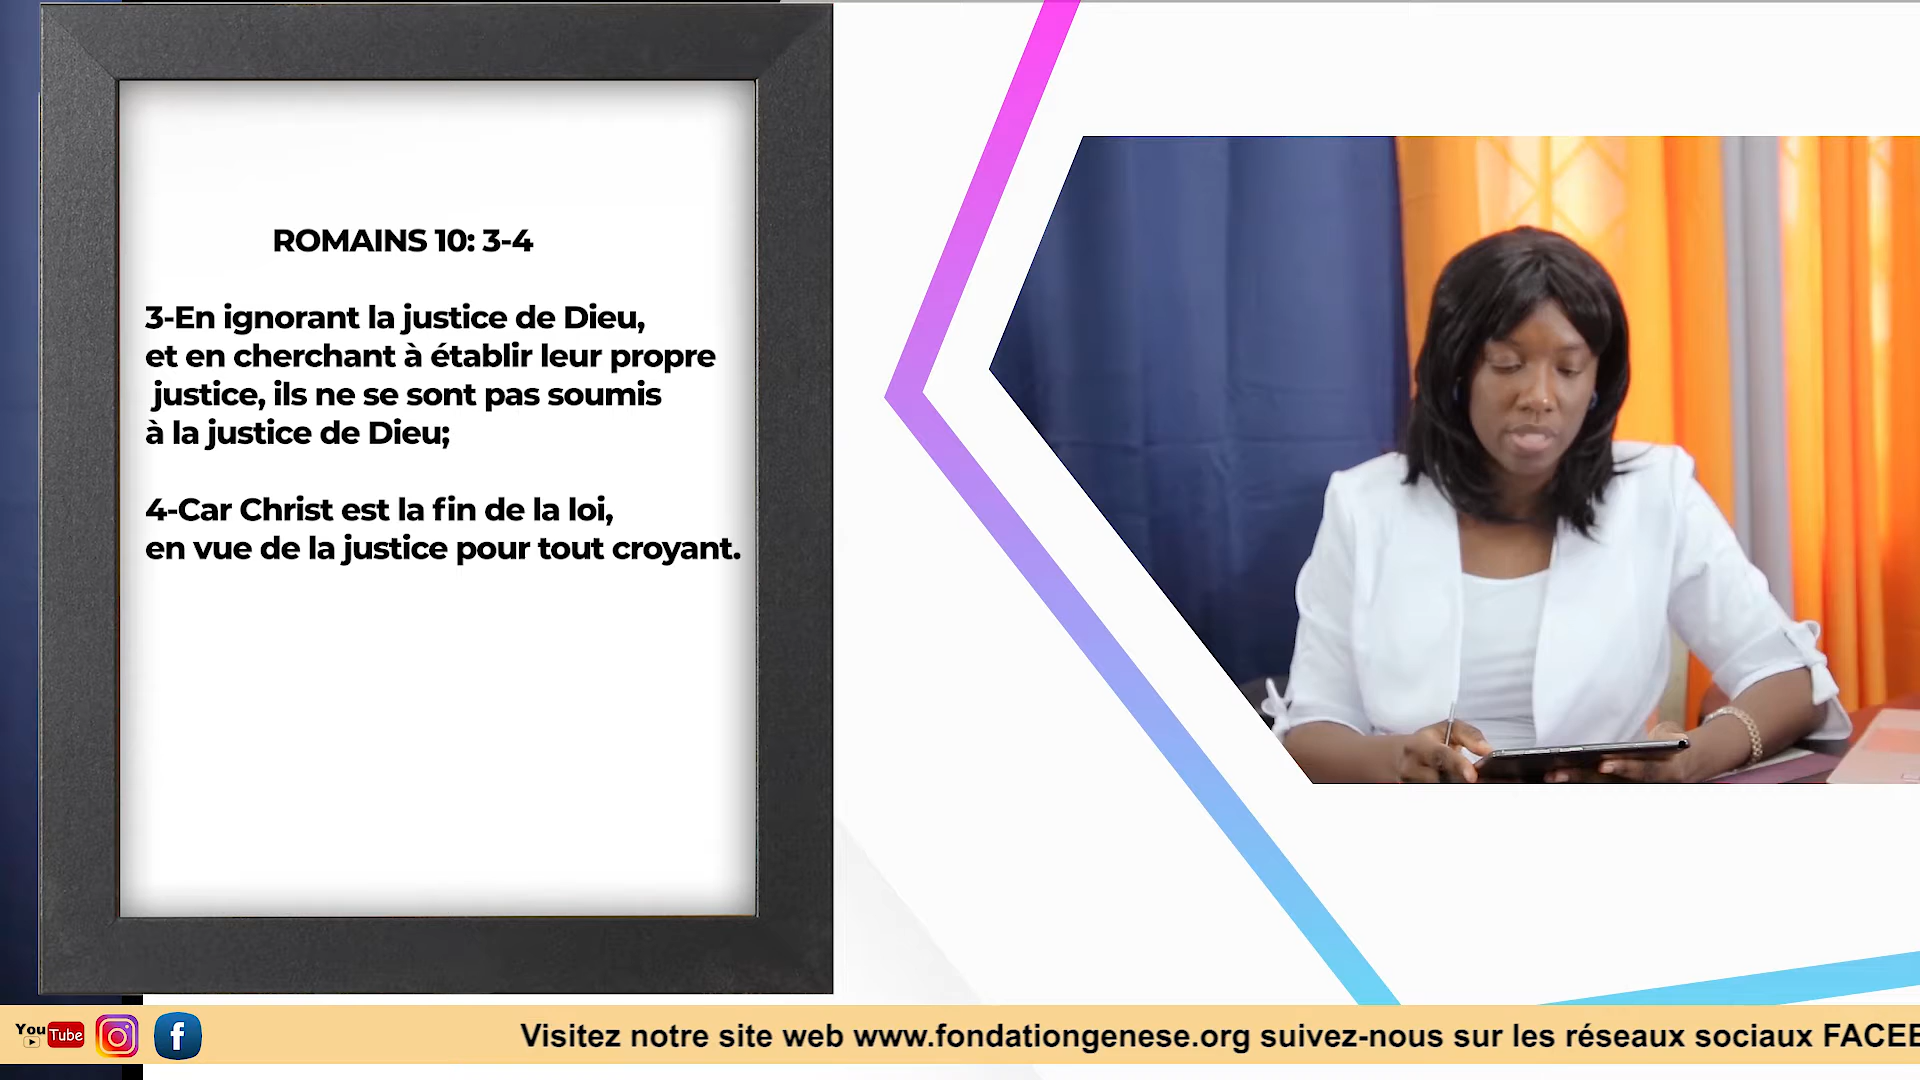 ROMAINS 10: 3-4
3-En ignorant la justice de Dieu,
et en cherchant à établir leur propre
justice, ils ne se sont pas soumis
à la justice de Dieu;
4-Car Christ est la fin de la loi,
en vue de la justice pour tout croyant.
You Tube
Visitez notre site web www.fondationgenese.org suivez-nous sur les réseaux sociaux